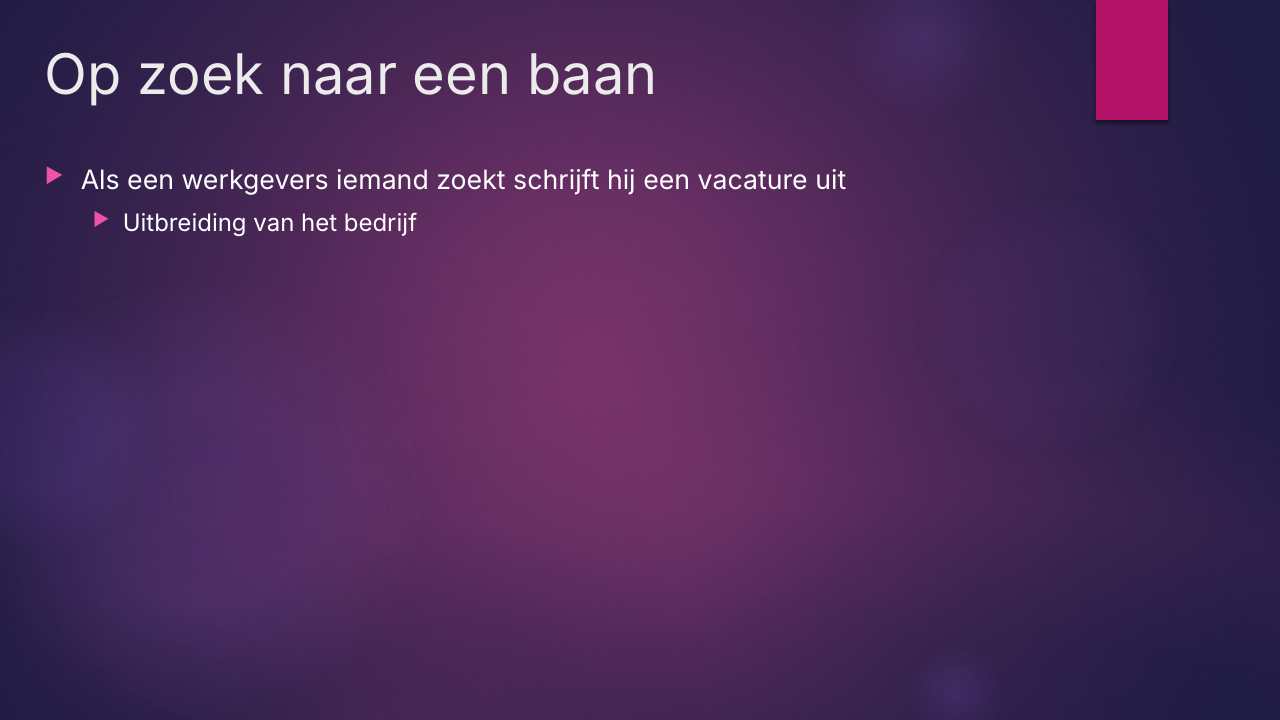 Op zoek naar een baan
Als een werkgevers iemand zoekt schrijft hij een vacature uit
Uitbreiding van het bedrijf